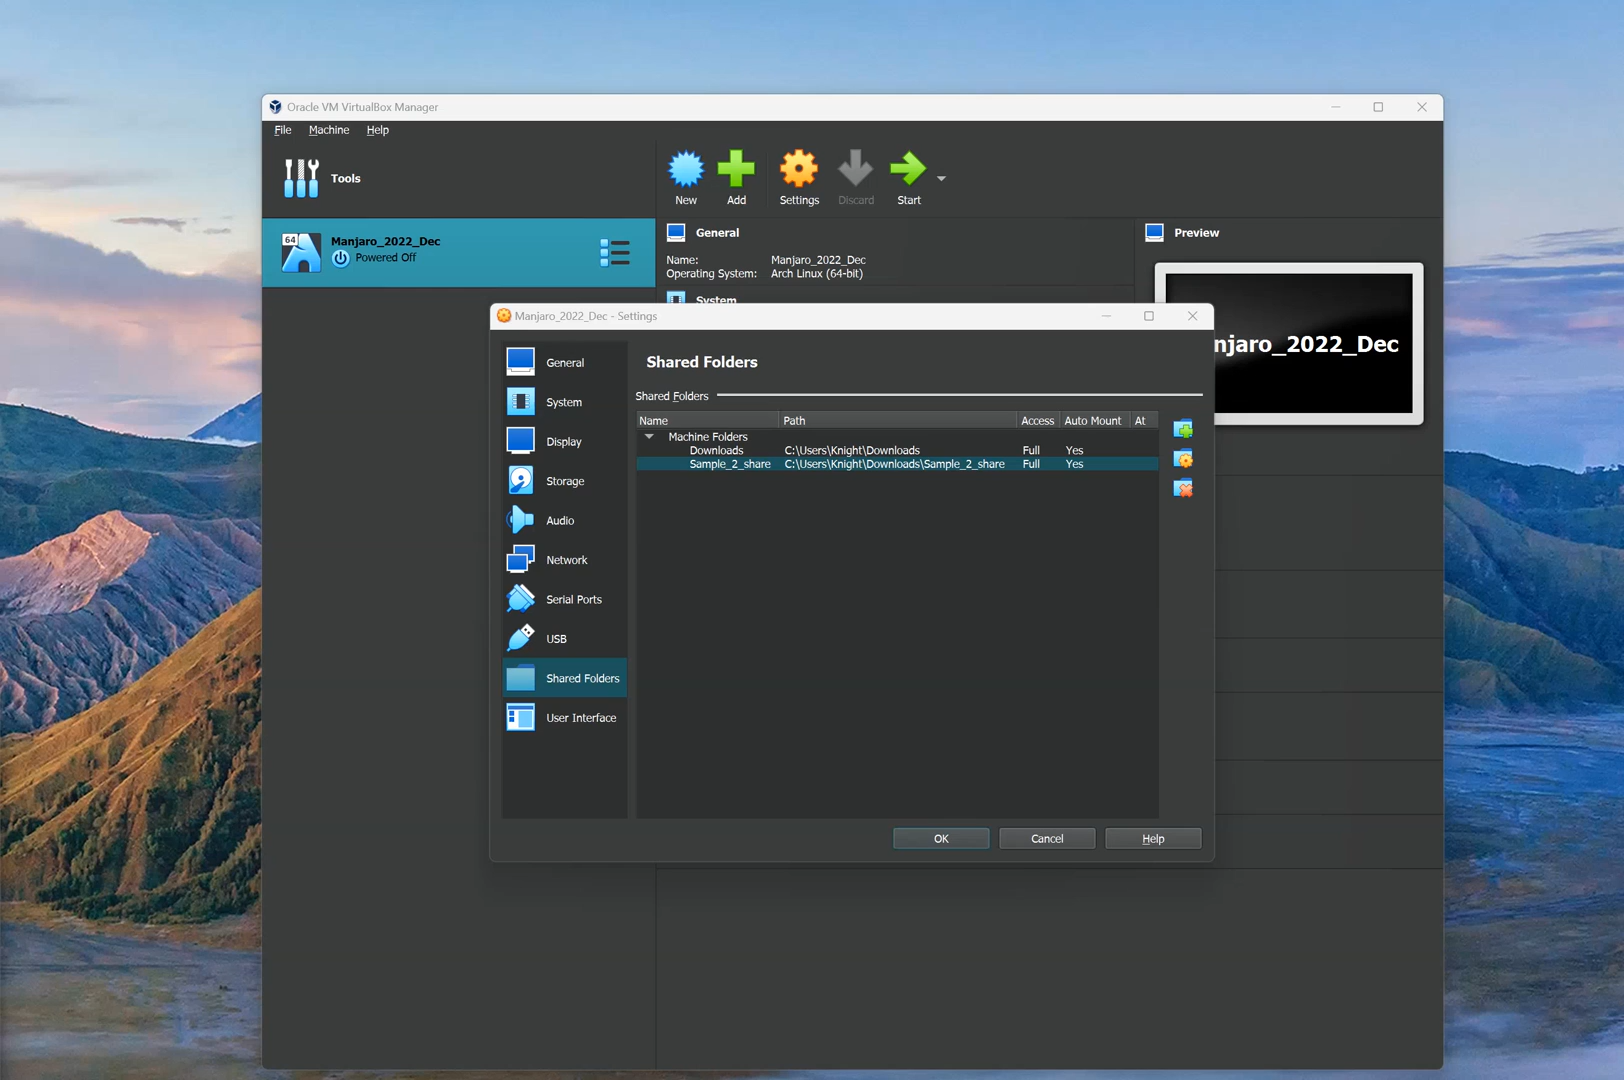 Oracle VM VirtualBox Manager
File Machine Help
Tools
New Add Settings Discard Start
64 Manjaro_2022_Dec
Powered Off
General
Name: Manjaro_2022_Dec
Operating System: Arch Linux (64-bit)
System
Preview
njaro_2022_Dec
Manjaro_2022_Dec - Settings
General
System
Display
Storage
Audio
Network
Serial Ports
USB
Shared Folders
User Interface
Shared Folders
Shared Folders
Name Path Access Auto Mount At
Machine Folders
Downloads C:\Users\Knight\Downloads Full Yes
Sample_2_share C:\Users\Knight\Downloads\Sample_2_share Full Yes
OK Cancel Help